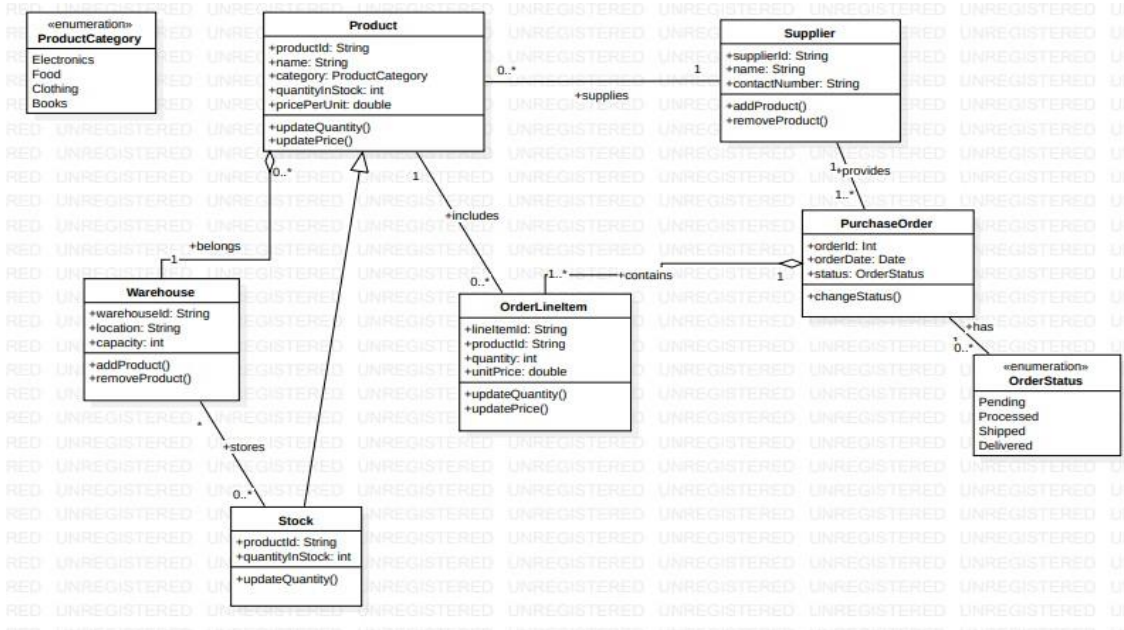 «enumeration»
ProductCategory
Electronics
Food
Clothing
Books
Product
+productId: String
+name: String
+category: ProductCategory
+quantityInStock: int
+pricePerUnit: double
+updateQuantity()
+updatePrice()
Supplier
+supplierId: String
+name: String
+contactNumber: String
+addProduct()
+removeProduct()
0..*
1
+supplies
0..*
1
+includes
0..*
1
+provides
1..*
+belongs
1
PurchaseOrder
+orderId: Int
+orderDate: Date
+status: OrderStatus
+changeStatus()
1..*
+contains
1
Warehouse
+warehouseId: String
+location: String
+capacity: int
+addProduct()
+removeProduct()
OrderLineItem
+lineItemId: String
+productId: String
+quantity: int
+unitPrice: double
+updateQuantity()
+updatePrice()
+has
0..*
«enumeration»
OrderStatus
Pending
Processed
Shipped
Delivered
*
+stores
0..*
Stock
+productId: String
+quantityInStock: int
+updateQuantity()
UNREGISTERED